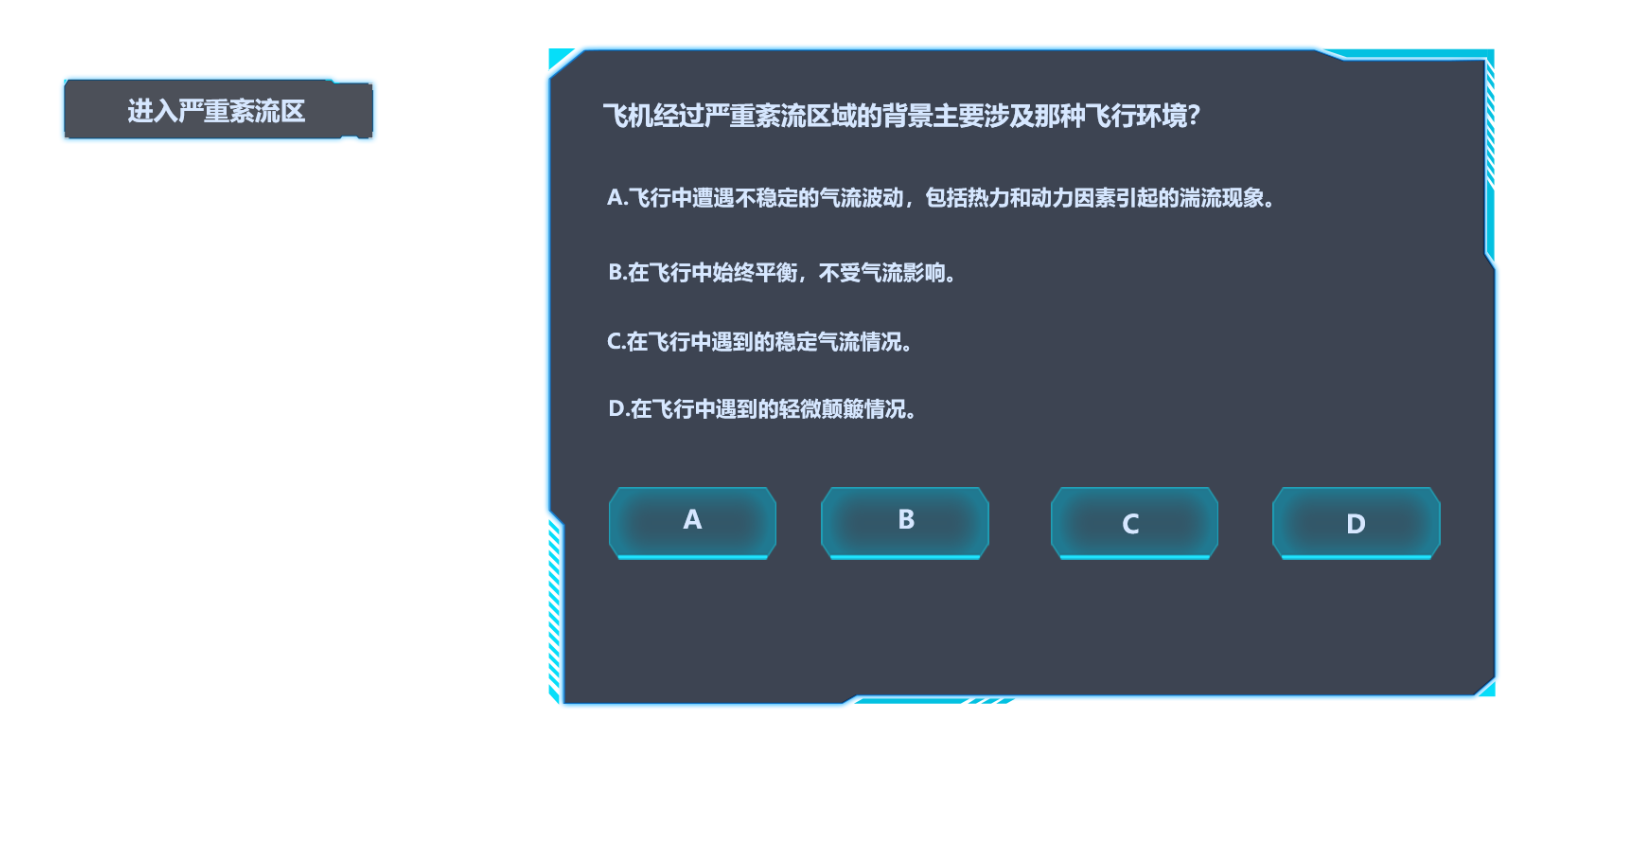 进入严重紊流区
飞机经过严重紊流区域的背景主要涉及那种飞行环境?
A.飞行中遭遇不稳定的气流波动，包括热力和动力因素引起的湍流现象。
B.在飞行中始终平衡，不受气流影响。
C.在飞行中遇到的稳定气流情况。
D.在飞行中遇到的轻微颠簸情况。
A
B
C
D